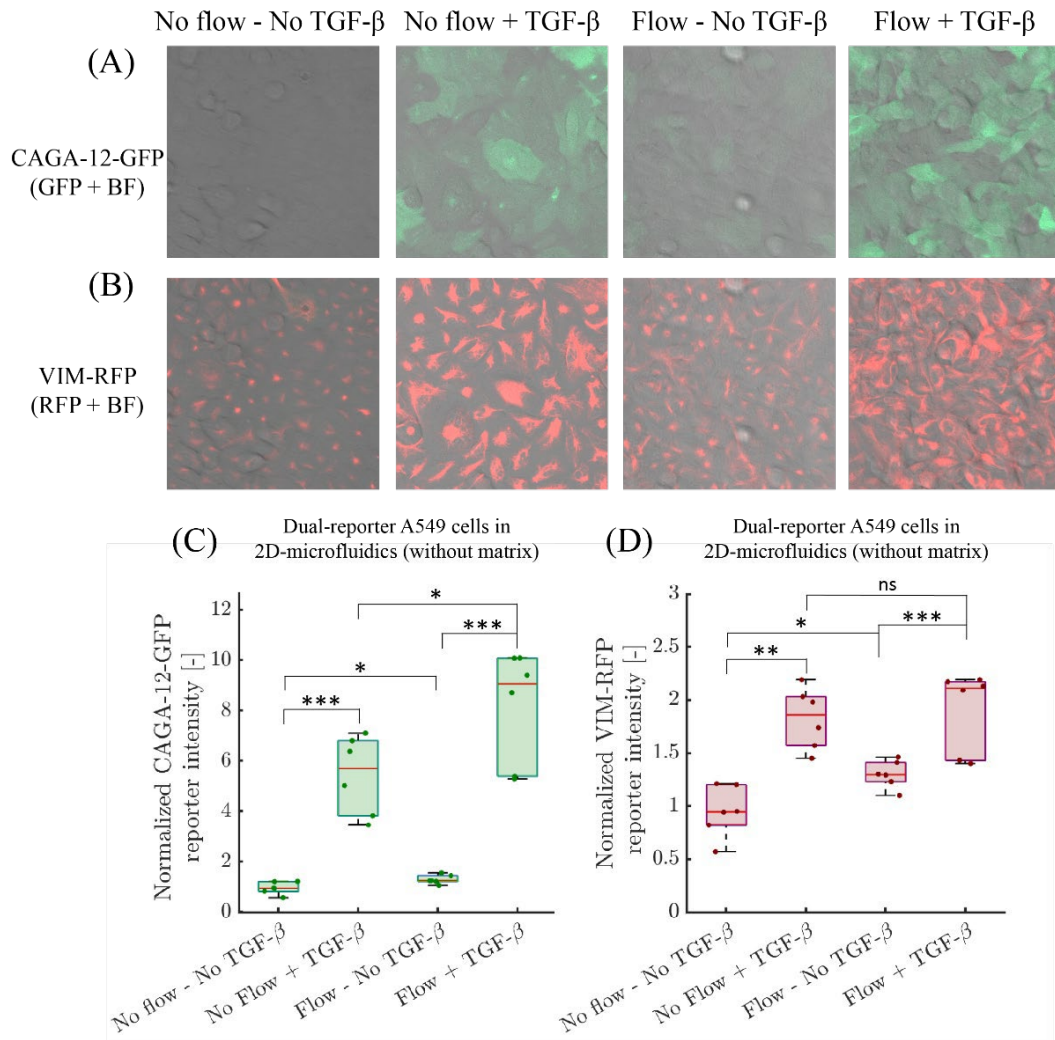 No flow - No TGF-β
No flow + TGF-β
Flow - No TGF-β
Flow + TGF-β
(A)
CAGA-12-GFP
(GFP + BF)
(B)
VIM-RFP
(RFP + BF)
(C)
Dual-reporter A549 cells in
2D-microfluidics (without matrix)
Normalized CAGA-12-GFP
reporter intensity [-]
12
10
8
6
4
2
0
*
***
*
***
No flow - No TGF-β
No Flow + TGF-β
Flow - No TGF-β
Flow + TGF-β
(D)
Dual-reporter A549 cells in
2D-microfluidics (without matrix)
Normalized VIM-RFP
reporter intensity [-]
3
2.5
2
1.5
1
0.5
0
ns
*
***
**
No flow - No TGF-β
No Flow + TGF-β
Flow - No TGF-β
Flow + TGF-β